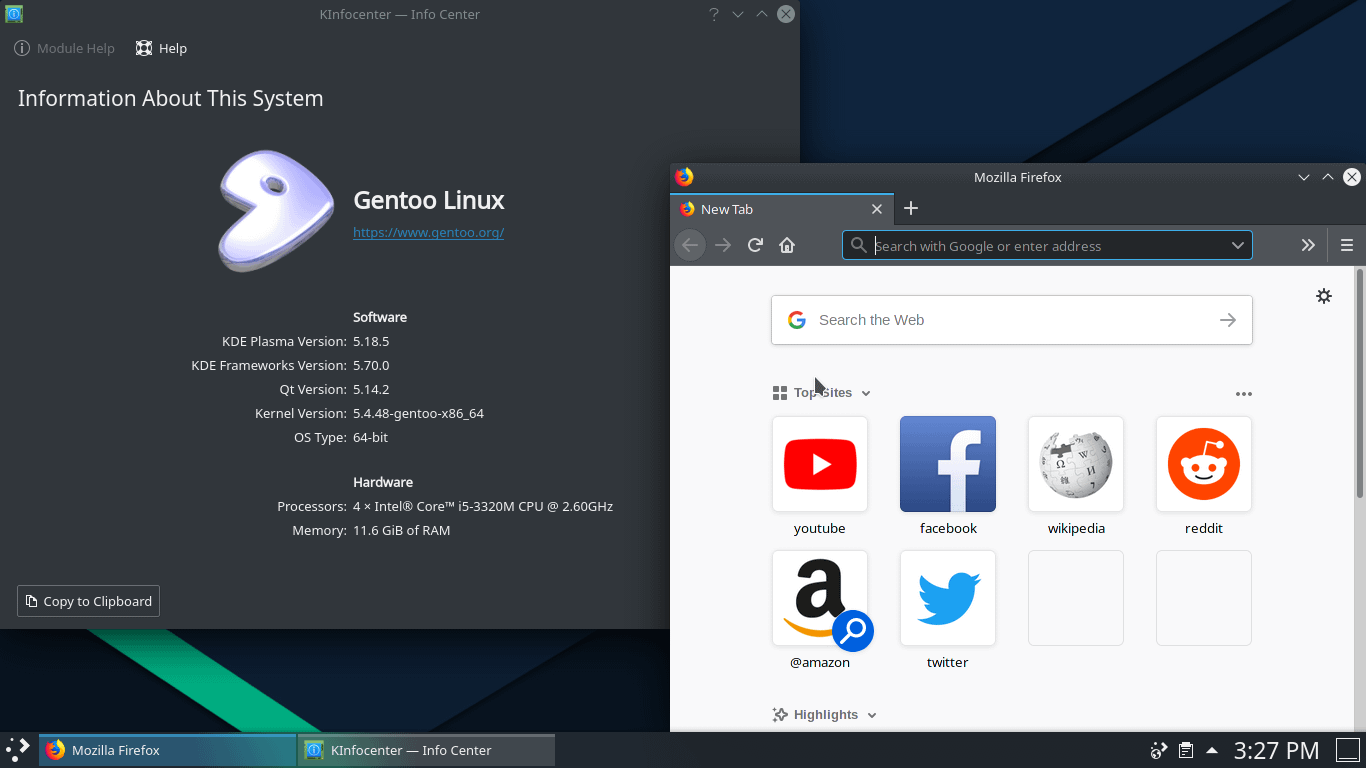 KInfocenter — Info Center
Module Help Help
Information About This System
Gentoo Linux
https://www.gentoo.org/
Software
KDE Plasma Version: 5.18.5
KDE Frameworks Version: 5.70.0
Qt Version: 5.14.2
Kernel Version: 5.4.48-gentoo-x86_64
OS Type: 64-bit
Hardware
Processors: 4 × Intel® Core™ i5-3320M CPU @ 2.60GHz
Memory: 11.6 GiB of RAM
Copy to Clipboard
Mozilla Firefox
New Tab
Search with Google or enter address
Search the Web
Top Sites
youtube facebook wikipedia reddit
@amazon twitter
Highlights
Mozilla Firefox KInfocenter — Info Center 3:27 PM